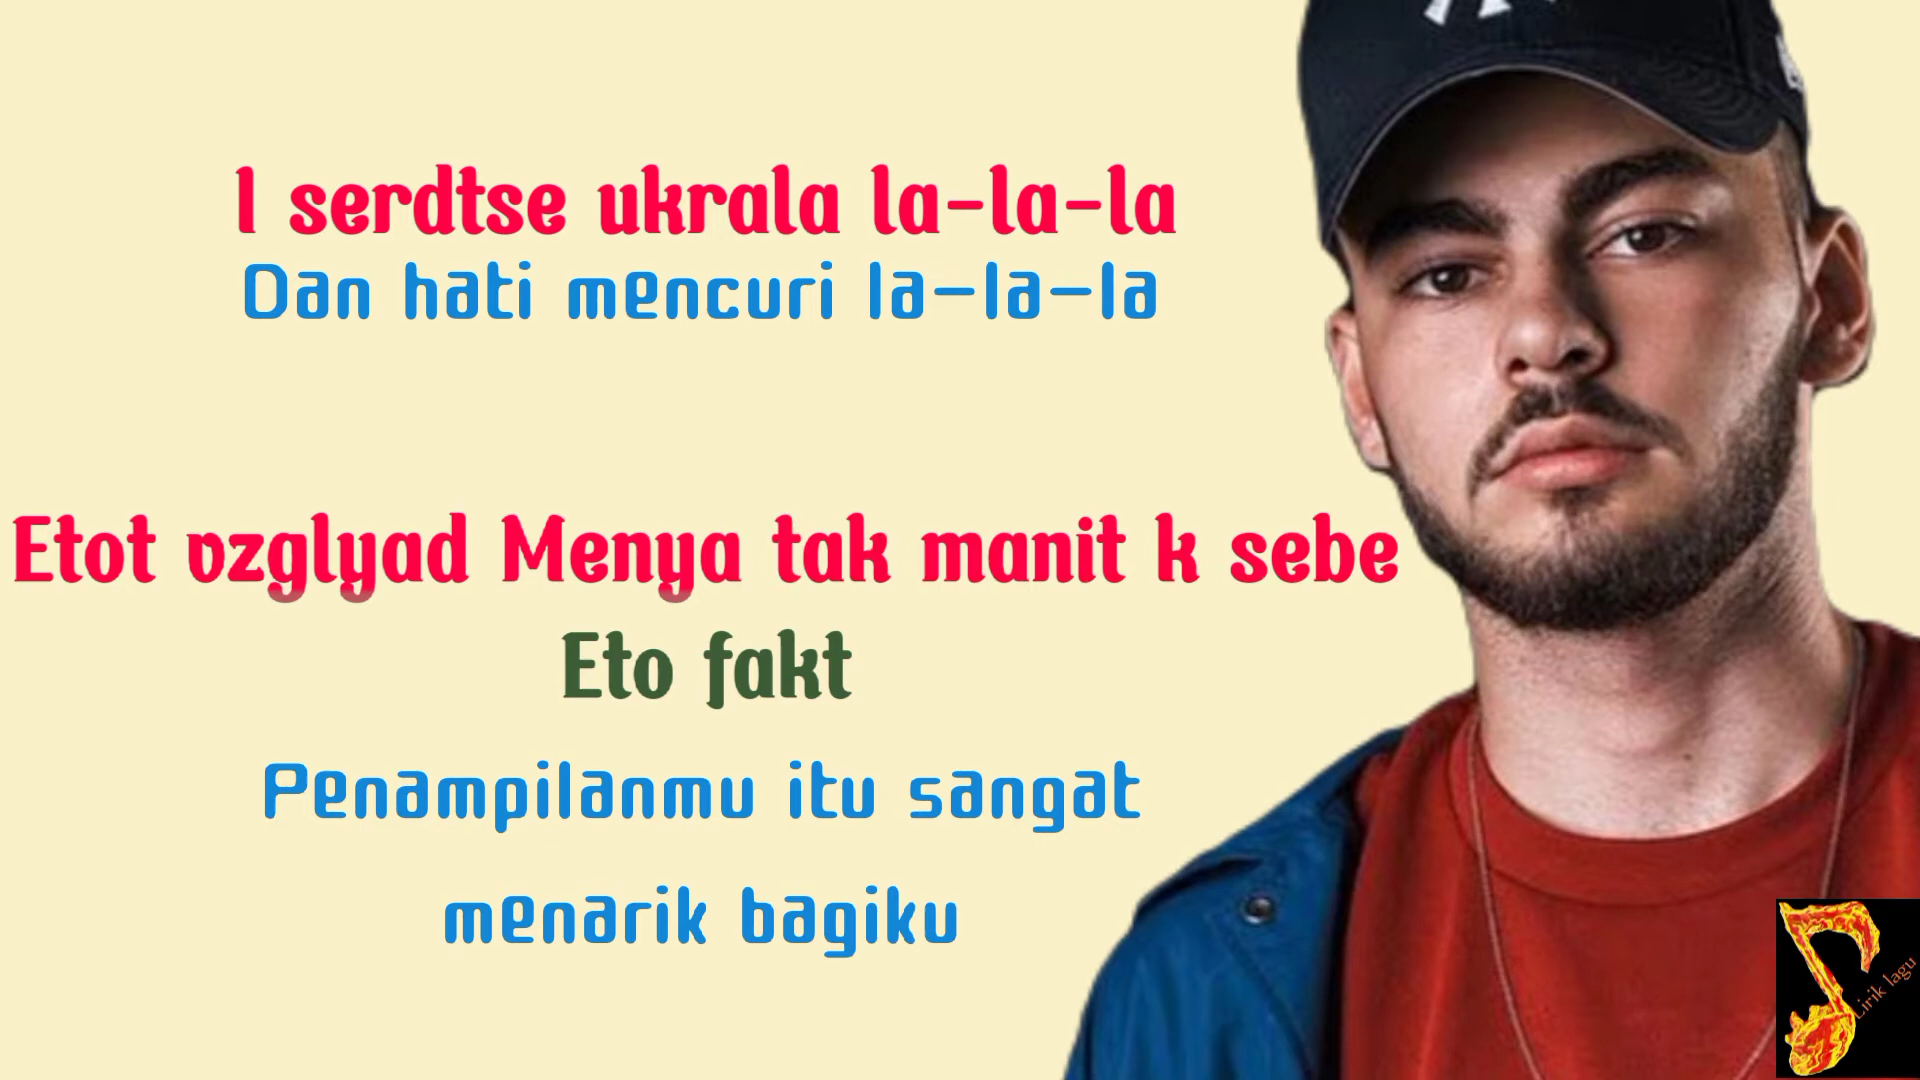 I serdtse ukrala la-la-la
Dan hati mencuri la-la-la
Etot vzglyad Menya tak manit k sebe
Eto fakt
Penampilanmu itu sangat
menarik bagiku
Lirik lagu